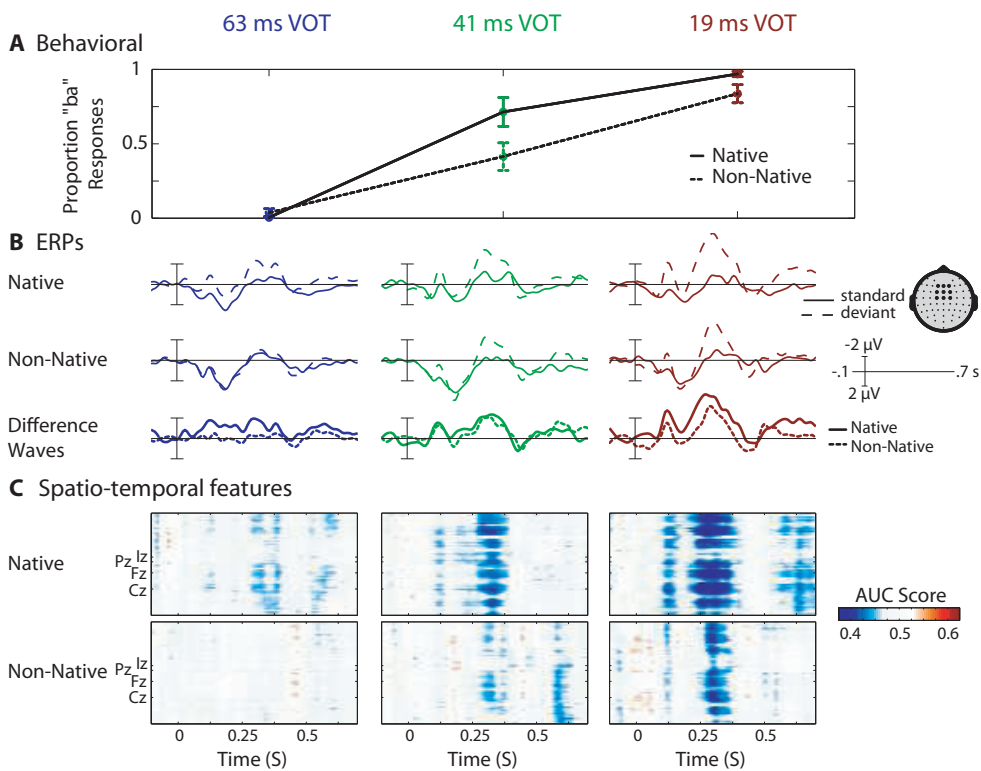 63 ms VOT 41 ms VOT 19 ms VOT
A Behavioral
Proportion "ba"
Responses
1
0.5
0
Native
Non-Native
B ERPs
Native
standard
deviant
Non-Native
-2 µV
-.1 .7 s
2 µV
Difference
Waves
Native
Non-Native
C Spatio-temporal features
Native
Iz
Pz
Fz
Cz
AUC Score
0.4 0.5 0.6
Non-Native
Iz
Pz
Fz
Cz
0 0.25 0.5 0 0.25 0.5 0 0.25 0.5
Time (S) Time (S) Time (S)